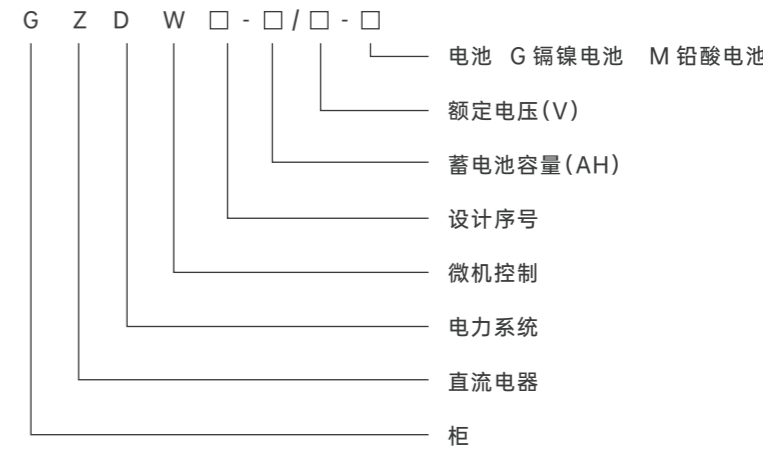 G Z D W □ - □ / □ - □
电池 G 镉镍电池 M 铅酸电池
额定电压(V)
蓄电池容量(AH)
设计序号
微机控制
电力系统
直流电器
柜